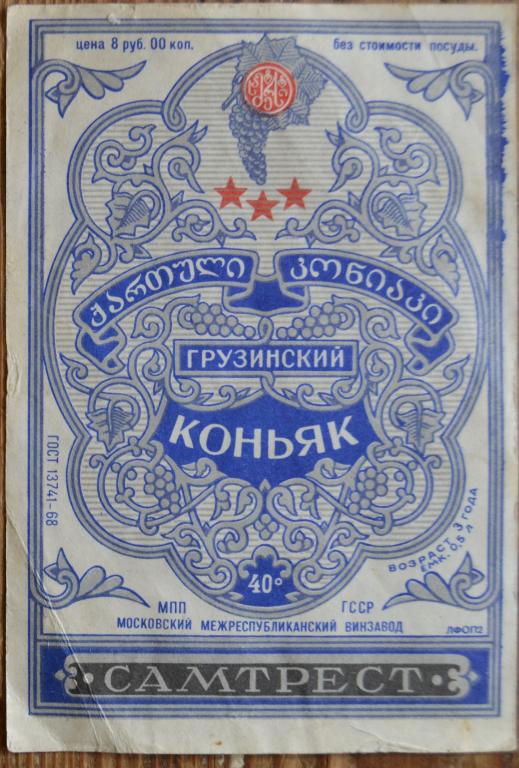 цена 8 руб. 00 коп.
без стоимости посуды.
ქართული კონიაკი
ГРУЗИНСКИЙ
КОНЬЯК
ГОСТ 13741-68
ВОЗРАСТ 3 ГОДА
ЕМК. 0,5 Л
40°
МПП ГССР
МОСКОВСКИЙ МЕЖРЕСПУБЛИКАНСКИЙ ВИНЗАВОД
ЛФОП2
САМТРЕСТ